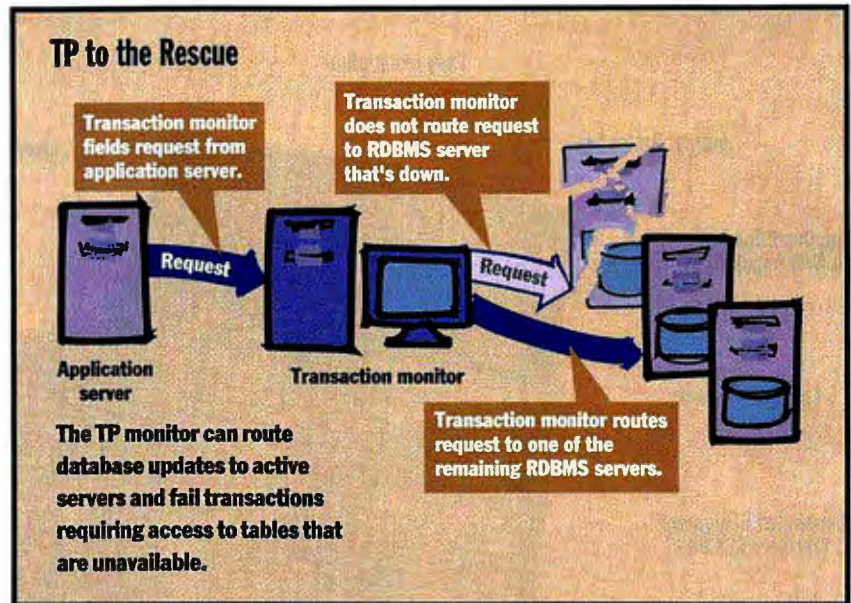 TP to the Rescue
Transaction monitor
fields request from
application server.
Transaction monitor
does not route request
to RDBMS server
that's down.
Request
Request
Application
server
Transaction monitor
Transaction monitor routes
request to one of the
remaining RDBMS servers.
The TP monitor can route
database updates to active
servers and fail transactions
requiring access to tables that
are unavailable.